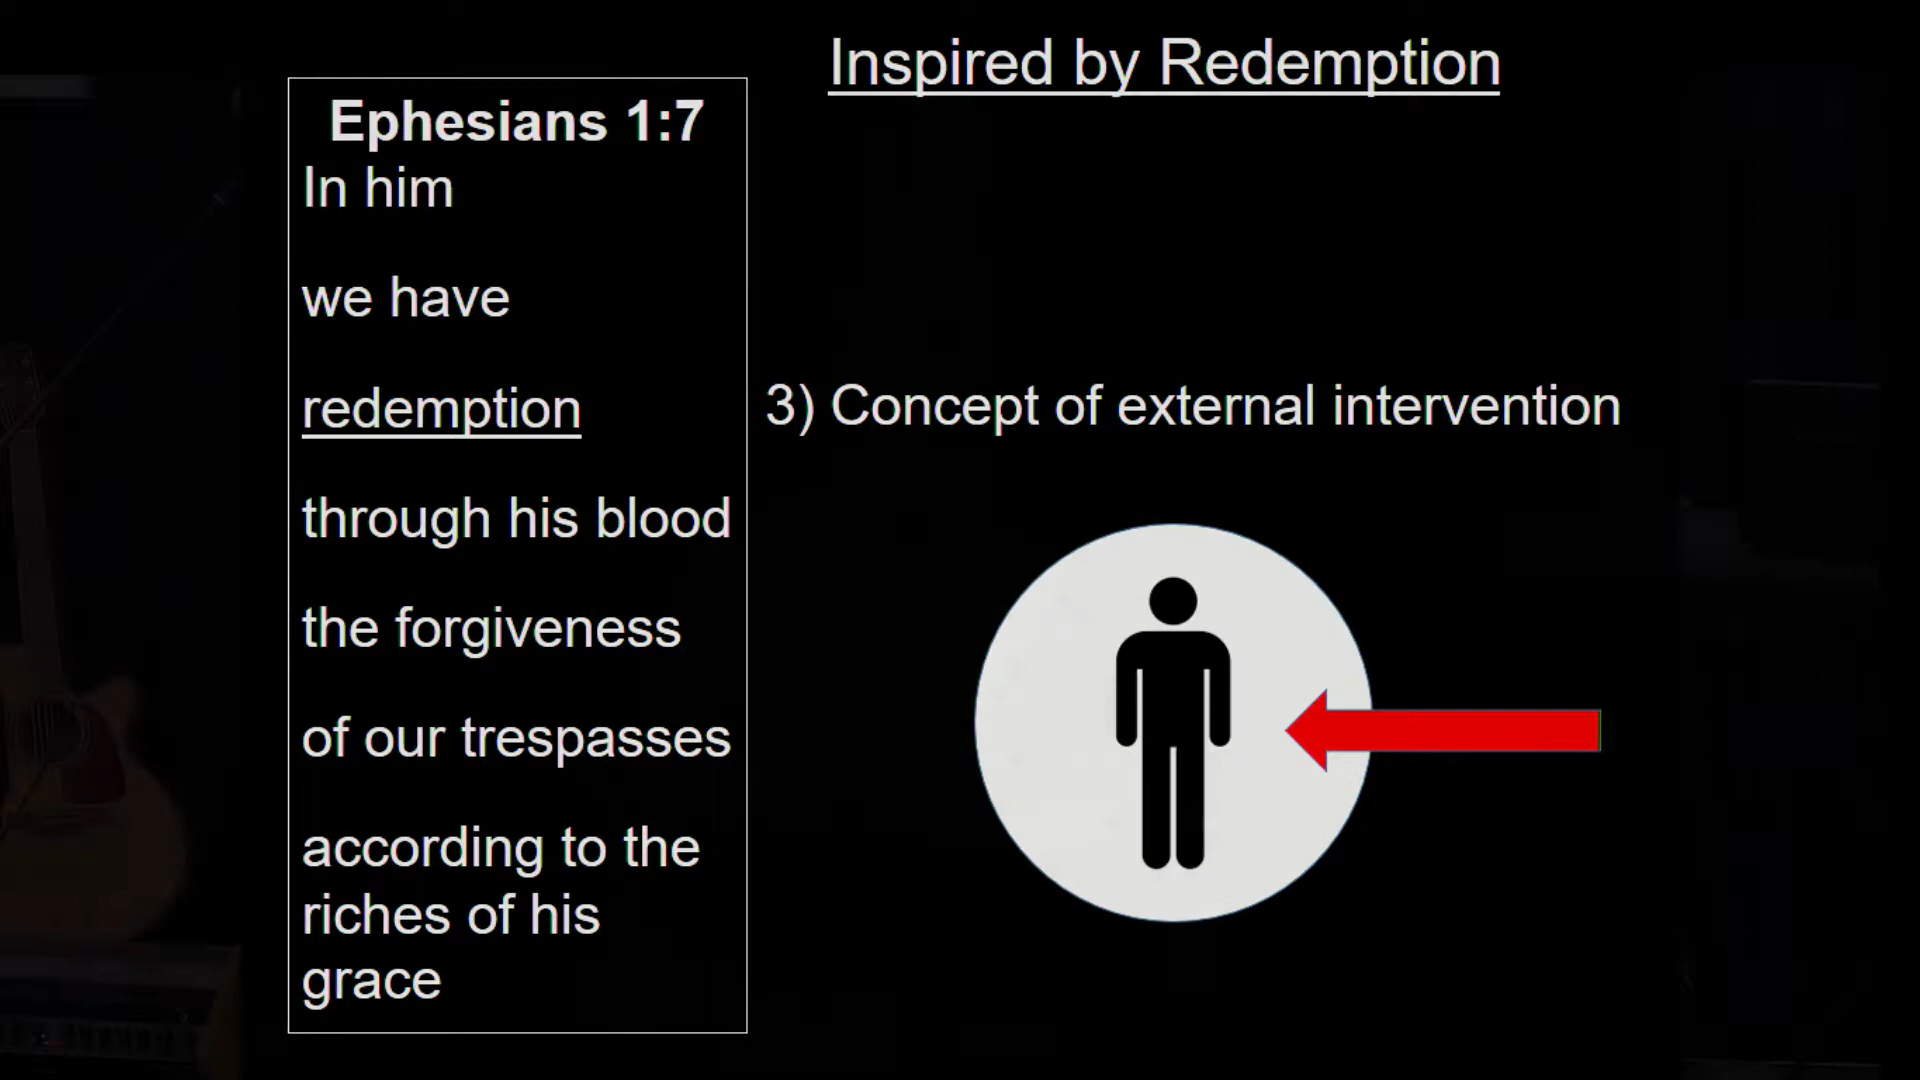 Inspired by Redemption
Ephesians 1:7
In him
we have
redemption
through his blood
the forgiveness
of our trespasses
according to the
riches of his
grace
3) Concept of external intervention